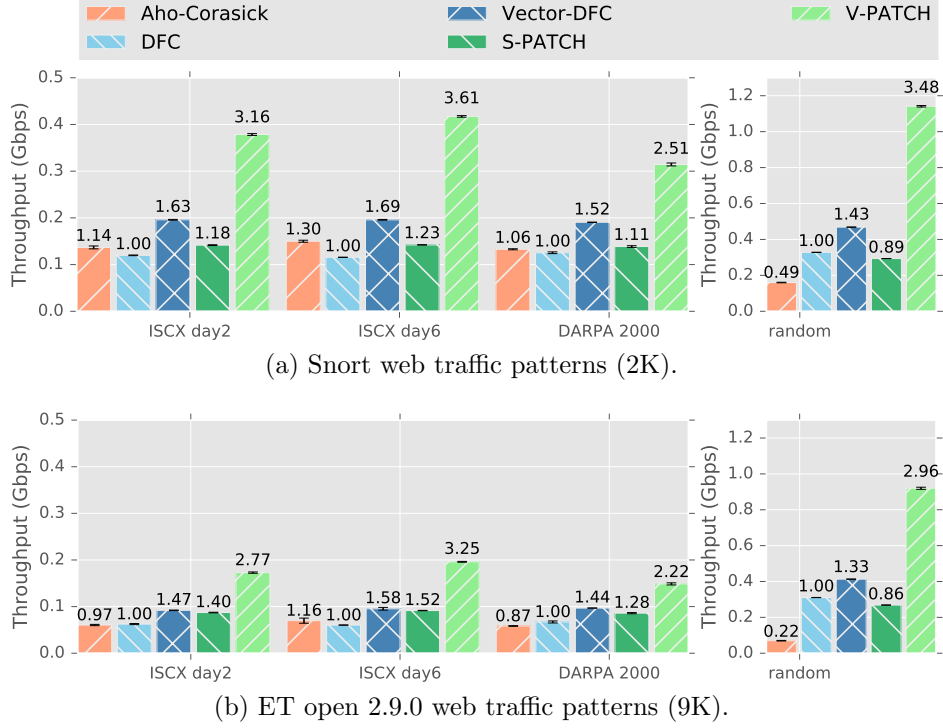 Aho-Corasick Vector-DFC V-PATCH
DFC S-PATCH
Throughput (Gbps)
0.5
0.4
0.3
0.2
0.1
0.0
1.14 1.00 1.63 1.18 3.16
1.30 1.00 1.69 1.23 3.61
1.06 1.00 1.52 1.11 2.51
ISCX day2 ISCX day6 DARPA 2000
Throughput (Gbps)
1.2
1.0
0.8
0.6
0.4
0.2
0.0
0.49 1.00 1.43 0.89 3.48
random
(a) Snort web traffic patterns (2K).
Throughput (Gbps)
0.5
0.4
0.3
0.2
0.1
0.0
0.97 1.00 1.47 1.40 2.77
1.16 1.00 1.58 1.52 3.25
0.87 1.00 1.44 1.28 2.22
ISCX day2 ISCX day6 DARPA 2000
Throughput (Gbps)
1.2
1.0
0.8
0.6
0.4
0.2
0.0
0.22 1.00 1.33 0.86 2.96
random
(b) ET open 2.9.0 web traffic patterns (9K).